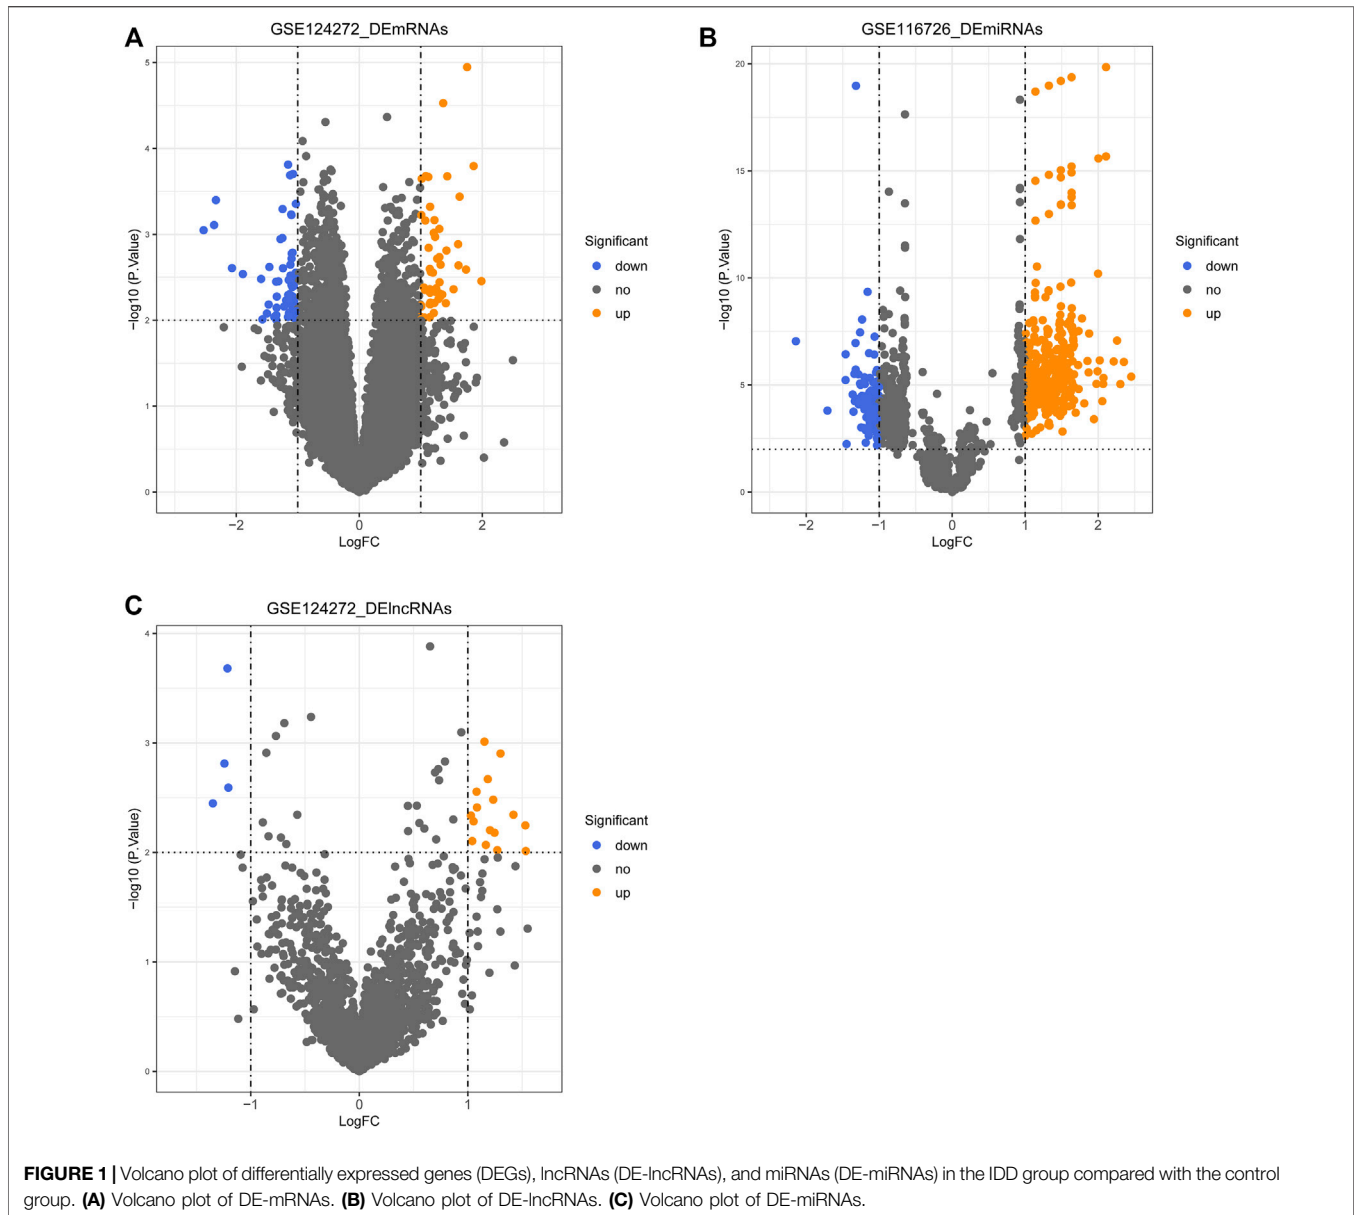 A
GSE124272_DEmRNAs
5
4
3
2
1
0
−log10 (P.Value)
−2
0
2
LogFC
Significant
down
no
up
B
GSE116726_DEmiRNAs
20
15
10
5
0
−log10 (P.Value)
−2
−1
0
1
2
LogFC
Significant
down
no
up
C
GSE124272_DElncRNAs
4
3
2
1
0
−log10 (P.Value)
−1
0
1
LogFC
Significant
down
no
up
FIGURE 1 | Volcano plot of differentially expressed genes (DEGs), lncRNAs (DE-lncRNAs), and miRNAs (DE-miRNAs) in the IDD group compared with the control
group. (A) Volcano plot of DE-mRNAs. (B) Volcano plot of DE-lncRNAs. (C) Volcano plot of DE-miRNAs.